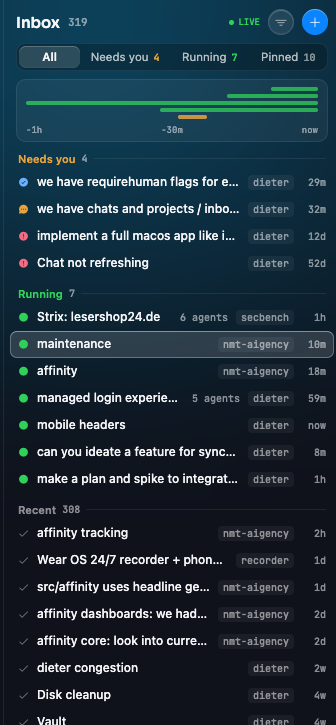 Inbox 319 LIVE
All Needs you 4 Running 7 Pinned 10
-1h -30m now
Needs you 4
we have requirehuman flags for e... dieter 29m
we have chats and projects / inbo... dieter 32m
implement a full macos app like i... dieter 12d
Chat not refreshing dieter 52d
Running 7
Strix: lesershop24.de 6 agents secbench 1h
maintenance nmt-aigency 10m
affinity nmt-aigency 18m
managed login experie... 5 agents dieter 59m
mobile headers dieter now
can you ideate a feature for sync... dieter 8m
make a plan and spike to integrat... dieter 1h
Recent 308
affinity tracking nmt-aigency 2h
Wear OS 24/7 recorder + phon... recorder 1d
src/affinity uses headline ge... nmt-aigency 1d
affinity dashboards: we had... nmt-aigency 2d
affinity core: look into curre... nmt-aigency 2d
dieter congestion dieter 2w
Disk cleanup dieter 4w
Vault dieter 4w